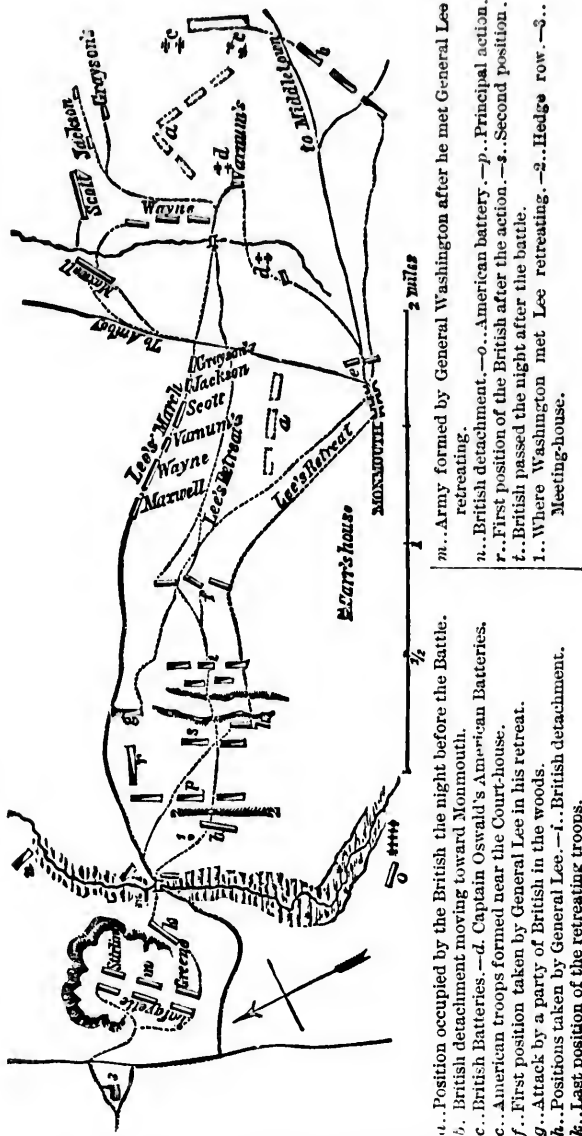 Grayson's
Jackson
Scott
Maxwell
Wayne
c
c
a
d
Varnum's
to Middletown
b
To Amboy
d
e
Lee's March
Grayson's
Jackson
Scott
Varnum's
Wayne
Maxwell
Lee's Retreat
a
Lee's Retreat
MONMOUTH
Carr's house
f
g
i
h
s
r
p
n
1.
b
o
k
Stirling
m
Greene
Lafayette
3
1/2
1
2 miles
a..Position occupied by the British the night before the Battle.
b, British detachment moving toward Monmouth.
c..British Batteries.—d. Captain Oswald's American Batteries.
e..American troops formed near the Court-house.
f..First position taken by General Lee in his retreat.
g..Attack by a party of British in the woods.
h..Positions taken by General Lee.—i..British detachment.
k..Last position of the retreating troops.
m..Army formed by General Washington after he met General Lee
retreating.
n..British detachment.—o..American battery.—p..Principal action.
r..First position of the British after the action.—s..Second position.
t..British passed the night after the battle.
1..Where Washington met Lee retreating.—2..Hedge row.—3..
Meeting-house.